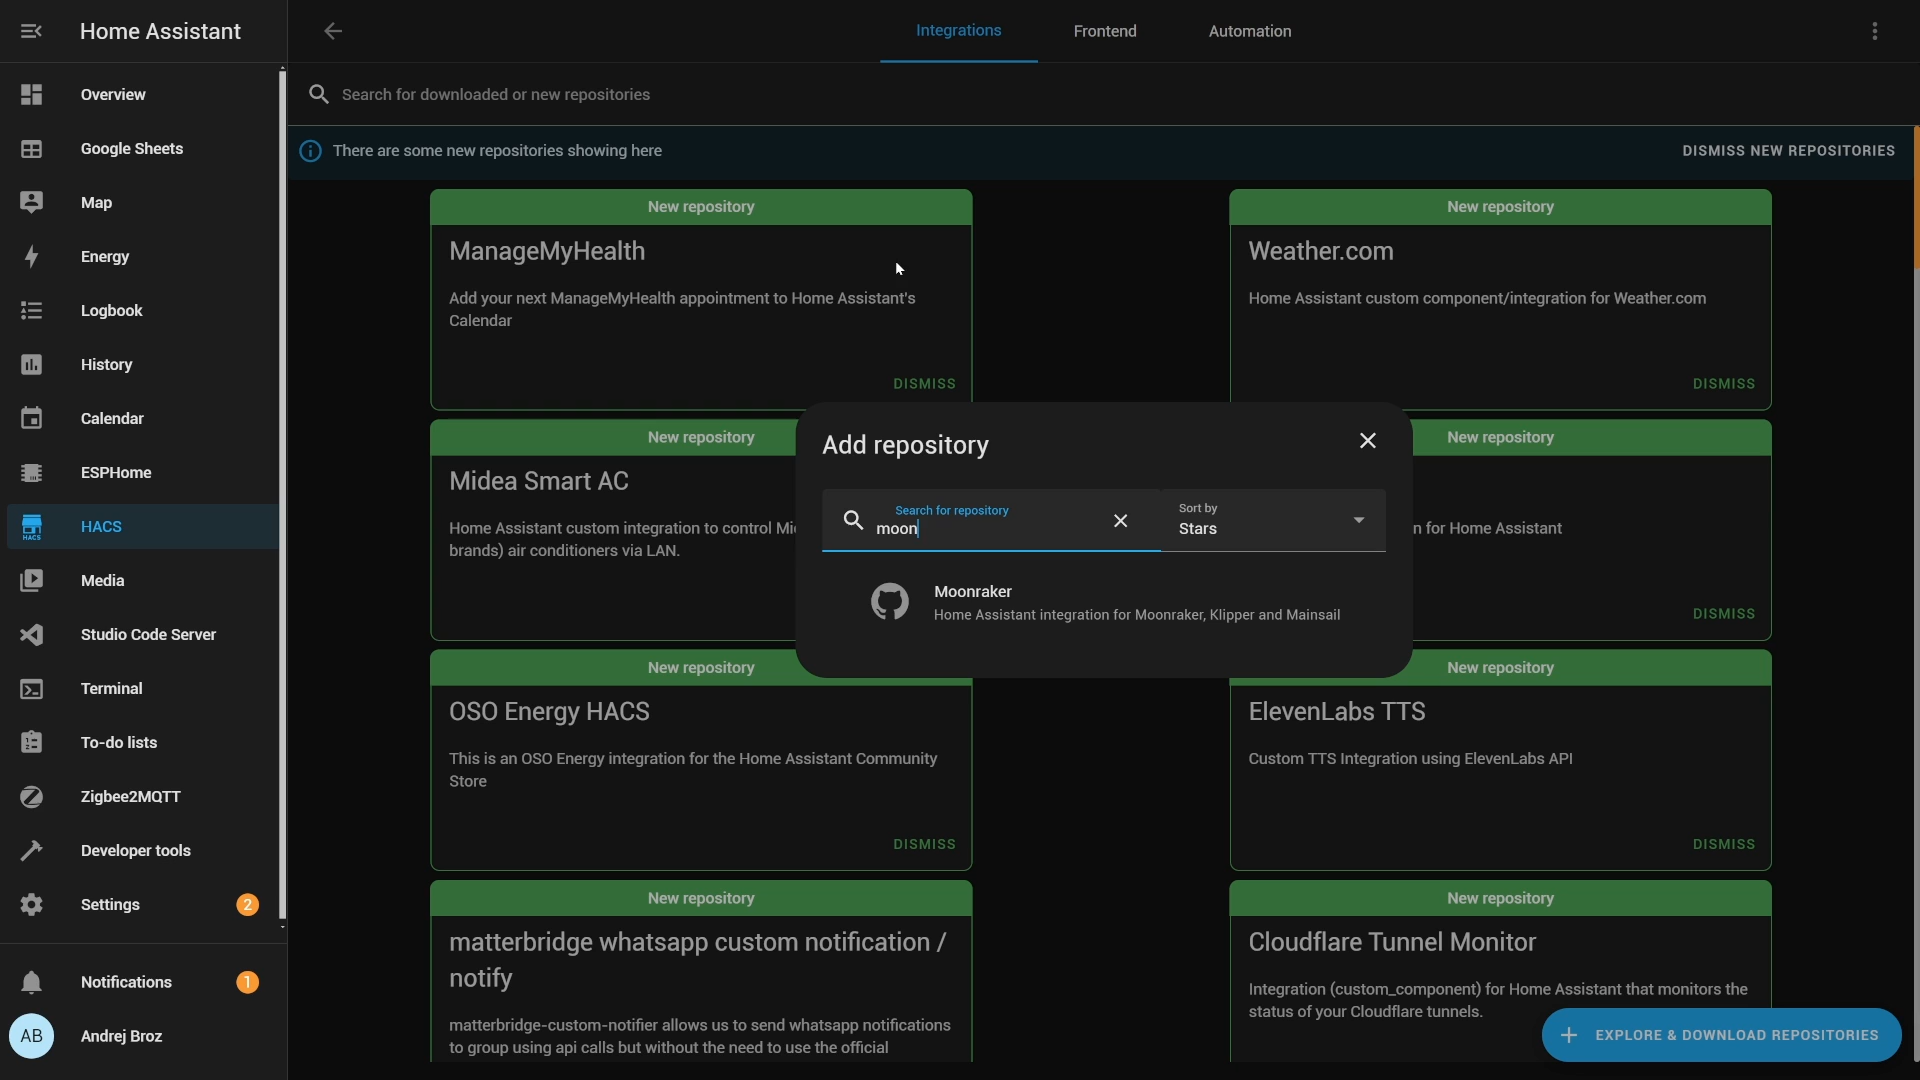 Home Assistant
Integrations
Frontend
Automation
Search for downloaded or new repositories
There are some new repositories showing here
DISMISS NEW REPOSITORIES
Overview
Google Sheets
Map
Energy
Logbook
History
Calendar
ESPHome
HACS
HACS
Media
Studio Code Server
Terminal
To-do lists
Zigbee2MQTT
Developer tools
Settings
2
Notifications
1
AB
Andrej Broz
New repository
ManageMyHealth
Add your next ManageMyHealth appointment to Home Assistant's
Calendar
DISMISS
New repository
Weather.com
Home Assistant custom component/integration for Weather.com
DISMISS
New repository
Midea Smart AC
Home Assistant custom integration to control
brands) air conditioners via LAN.
New repository
n for Home Assistant
DISMISS
Add repository
Search for repository
moon
Sort by
Stars
Moonraker
Home Assistant integration for Moonraker, Klipper and Mainsail
New repository
OSO Energy HACS
This is an OSO Energy integration for the Home Assistant Community
Store
DISMISS
New repository
ElevenLabs TTS
Custom TTS Integration using ElevenLabs API
DISMISS
New repository
matterbridge whatsapp custom notification /
notify
matterbridge-custom-notifier allows us to send whatsapp notifications
to group using api calls but without the need to use the official
New repository
Cloudflare Tunnel Monitor
Integration (custom_component) for Home Assistant that monitors the
status of your Cloudflare tunnels.
EXPLORE & DOWNLOAD REPOSITORIES